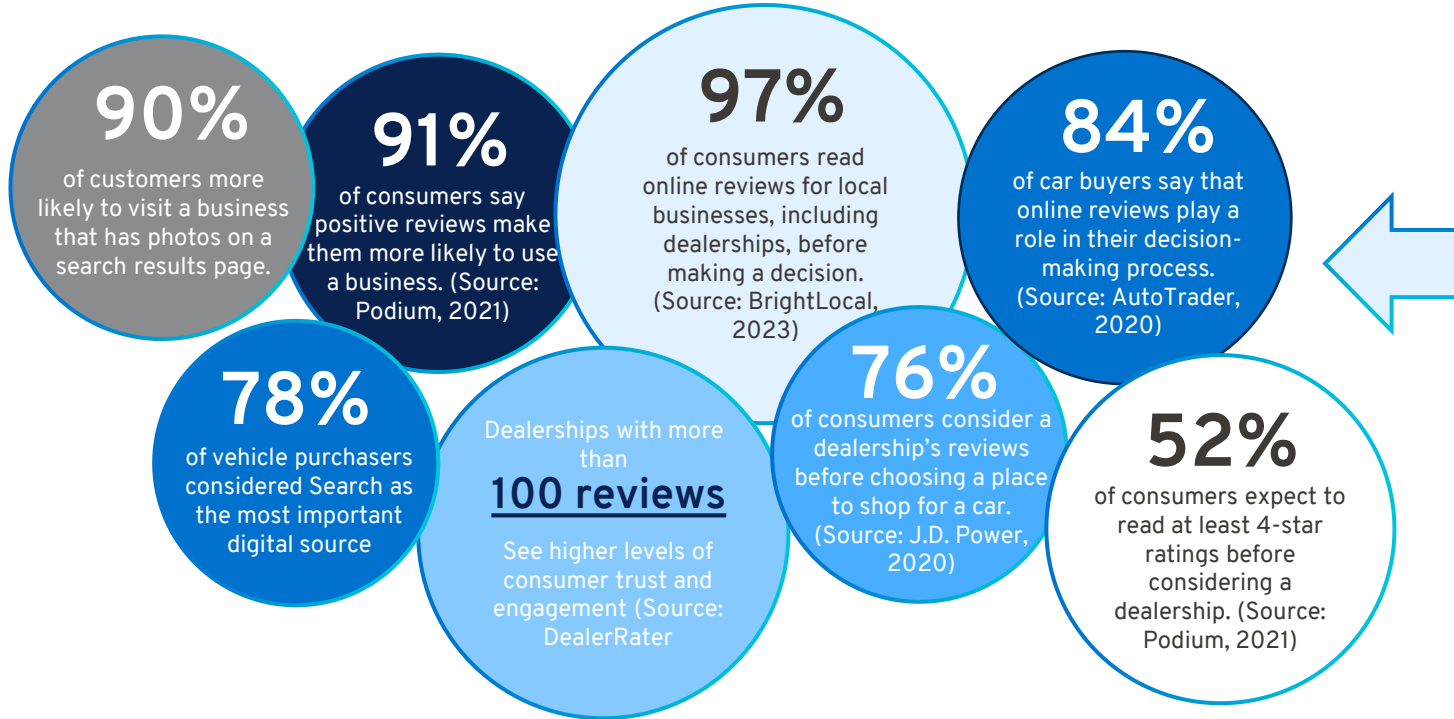 90%
of customers more
likely to visit a business
that has photos on a
search results page.
91%
of consumers say
positive reviews make
them more likely to use
a business. (Source:
Podium, 2021)
97%
of consumers read
online reviews for local
businesses, including
dealerships, before
making a decision.
(Source: BrightLocal,
2023)
84%
of car buyers say that
online reviews play a
role in their decision-
making process.
(Source: AutoTrader,
2020)
78%
of vehicle purchasers
considered Search as
the most important
digital source
Dealerships with more
than
100 reviews
See higher levels of
consumer trust and
engagement (Source:
DealerRater
76%
of consumers consider a
dealership’s reviews
before choosing a place
to shop for a car.
(Source: J.D. Power,
2020)
52%
of consumers expect to
read at least 4-star
ratings before
considering a
dealership. (Source:
Podium, 2021)